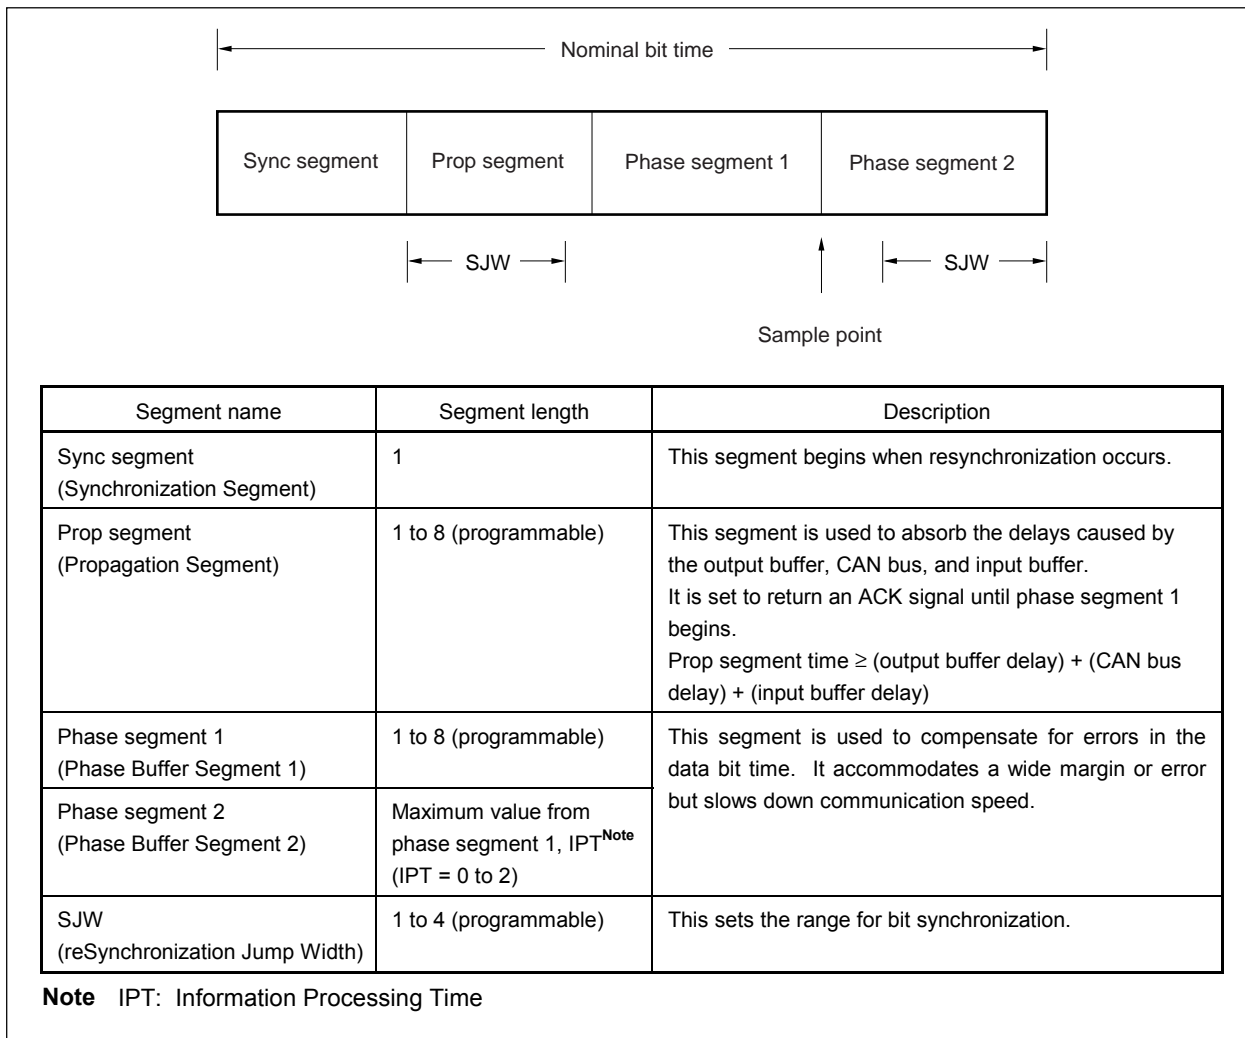 Nominal bit time
Sync segment Prop segment Phase segment 1 Phase segment 2
SJW SJW
Sample point
Segment name Segment length Description
Sync segment
(Synchronization Segment)
1
This segment begins when resynchronization occurs.
Prop segment
(Propagation Segment)
1 to 8 (programmable)
This segment is used to absorb the delays caused by
the output buffer, CAN bus, and input buffer.
It is set to return an ACK signal until phase segment 1
begins.
Prop segment time ≥ (output buffer delay) + (CAN bus
delay) + (input buffer delay)
Phase segment 1
(Phase Buffer Segment 1)
1 to 8 (programmable)
This segment is used to compensate for errors in the
data bit time. It accommodates a wide margin or error
but slows down communication speed.
Phase segment 2
(Phase Buffer Segment 2)
Maximum value from
phase segment 1, IPTNote
(IPT = 0 to 2)
SJW
(reSynchronization Jump Width)
1 to 4 (programmable)
This sets the range for bit synchronization.
Note IPT: Information Processing Time